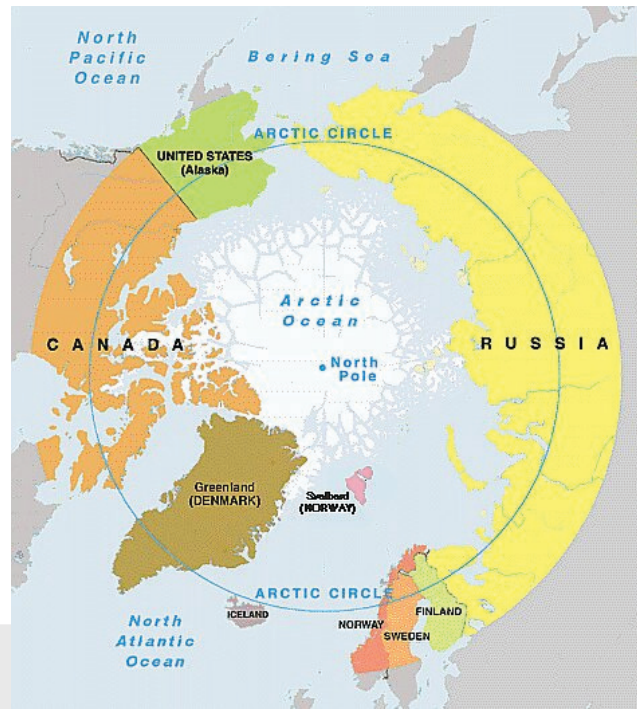 North
Pacific
Ocean
Bering Sea
ARCTIC CIRCLE
UNITED STATES
(Alaska)
Arctic
Ocean
CANADA
RUSSIA
North
Pole
Greenland
(DENMARK)
Svalbard
(NORWAY)
ARCTIC CIRCLE
ICELAND
FINLAND
NORWAY
SWEDEN
North
Atlantic
Ocean